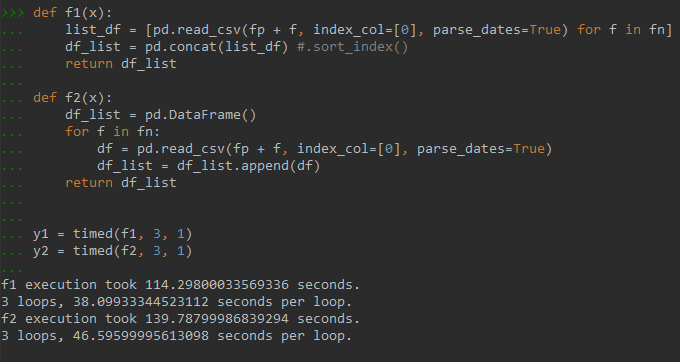 >>> def f1(x):
...     list_df = [pd.read_csv(fp + f, index_col=[0], parse_dates=True) for f in fn]
...     df_list = pd.concat(list_df) #.sort_index()
...     return df_list
...
... def f2(x):
...     df_list = pd.DataFrame()
...     for f in fn:
...         df = pd.read_csv(fp + f, index_col=[0], parse_dates=True)
...         df_list = df_list.append(df)
...     return df_list
...
...
... y1 = timed(f1, 3, 1)
... y2 = timed(f2, 3, 1)
...
f1 execution took 114.29800033569336 seconds.
3 loops, 38.09933344523112 seconds per loop.
f2 execution took 139.78799986839294 seconds.
3 loops, 46.59599995613098 seconds per loop.